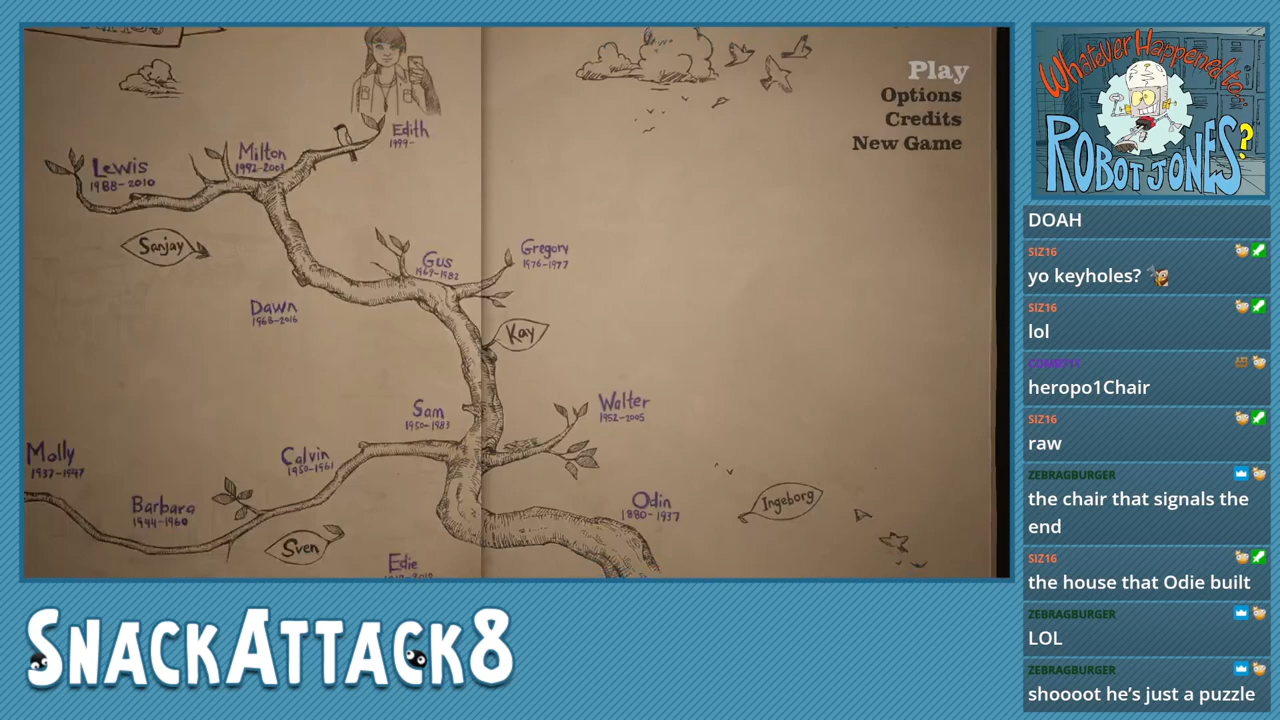 Play
Options
Credits
New Game
Edith
1999-
Milton
1992-2003
Lewis
1988-2010
Sanjay
Gus
1969-1982
Gregory
1976-1977
Dawn
1968-2016
Kay
Sam
1950-1983
Walter
1952-2005
Molly
1937-1947
Calvin
1950-1961
Barbara
1944-1960
Sven
Odin
1880-1937
Ingeborg
Edie
SNACKATTACK8
Whatever Happened to...
ROBOT JONES?
DOAH
SIZ16
yo keyholes?
SIZ16
lol
heropo1Chair
SIZ16
raw
ZEBRAGBURGER
the chair that signals the
end
SIZ16
the house that Odie built
ZEBRAGBURGER
LOL
ZEBRAGBURGER
shoooot he's just a puzzle